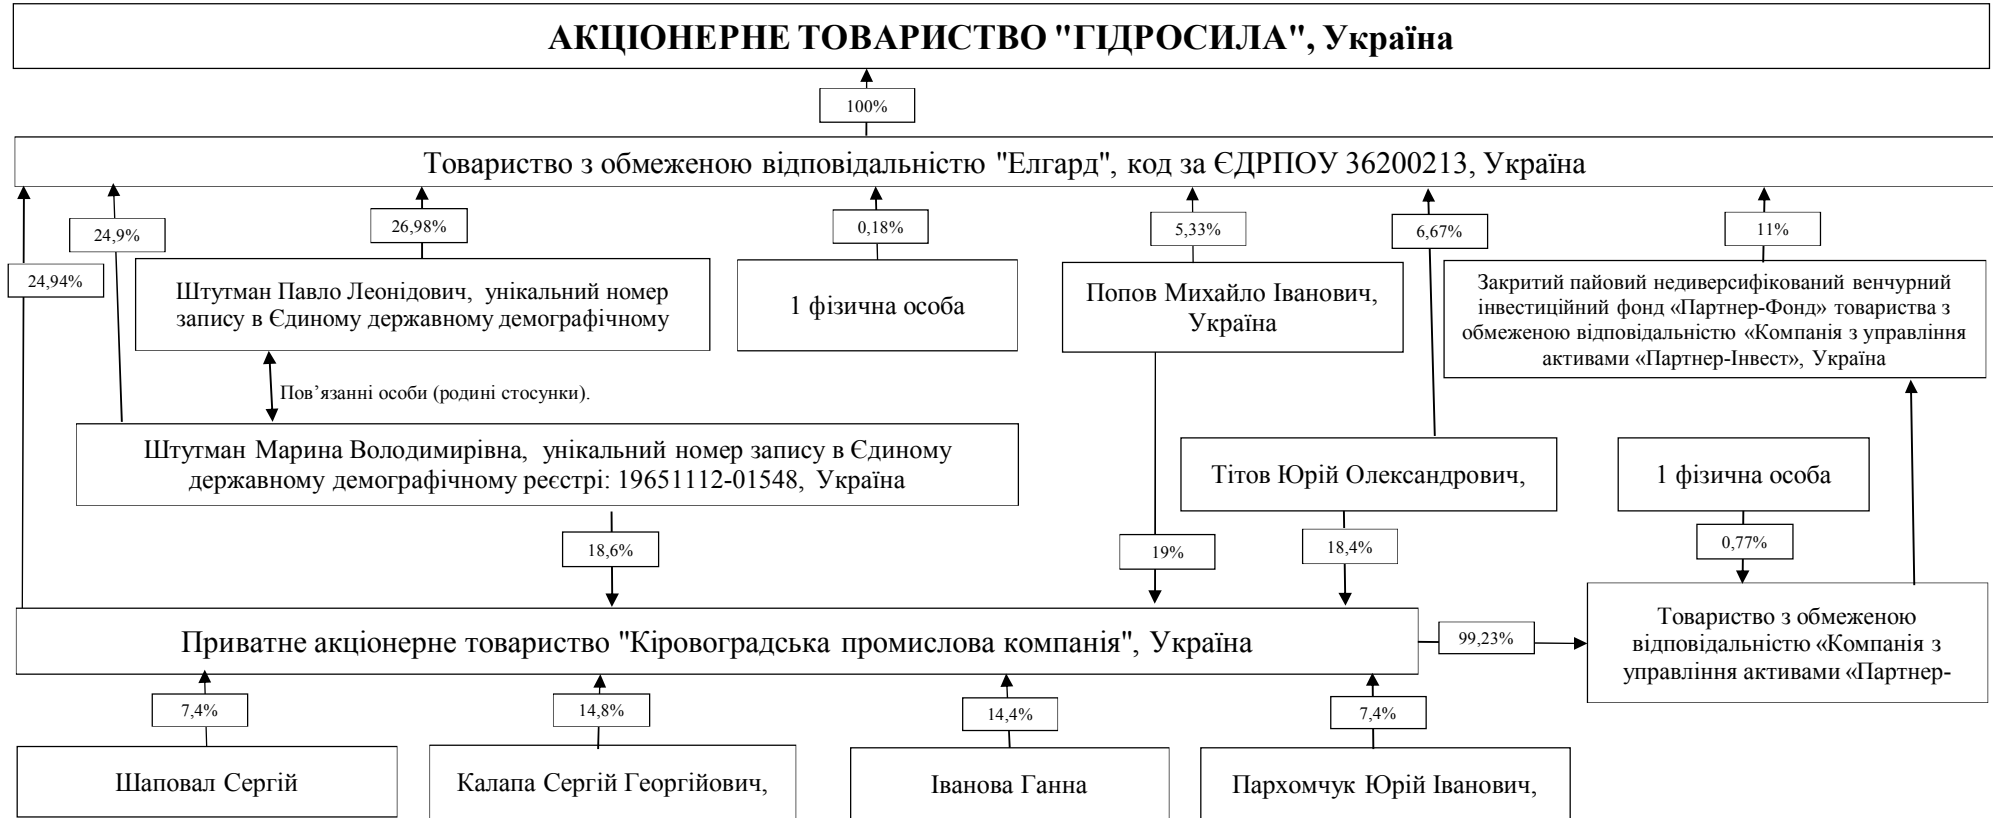 АКЦІОНЕРНЕ ТОВАРИСТВО "ГІДРОСИЛА", Україна
100%
Товариство з обмеженою відповідальністю "Елгард", код за ЄДРПОУ 36200213, Україна
24,94%
24,9%
26,98%
0,18%
5,33%
6,67%
11%
Штутман Павло Леонідович, унікальний номер
запису в Єдиному державному демографічному
1 фізична особа
Попов Михайло Іванович,
Україна
Закритий пайовий недиверсифікований венчурний
інвестиційний фонд «Партнер-Фонд» товариства з
обмеженою відповідальністю «Компанія з управління
активами «Партнер-Інвест», Україна
Пов’язанні особи (родині стосунки).
Штутман Марина Володимирівна, унікальний номер запису в Єдиному
державному демографічному реєстрі: 19651112-01548, Україна
Тітов Юрій Олександрович,
1 фізична особа
18,6%
19%
18,4%
0,77%
Приватне акціонерне товариство "Кіровоградська промислова компанія", Україна
99,23%
Товариство з обмеженою
відповідальністю «Компанія з
управління активами «Партнер-
7,4%
14,8%
14,4%
7,4%
Шаповал Сергій
Калапа Сергій Георгійович,
Іванова Ганна
Пархомчук Юрій Іванович,